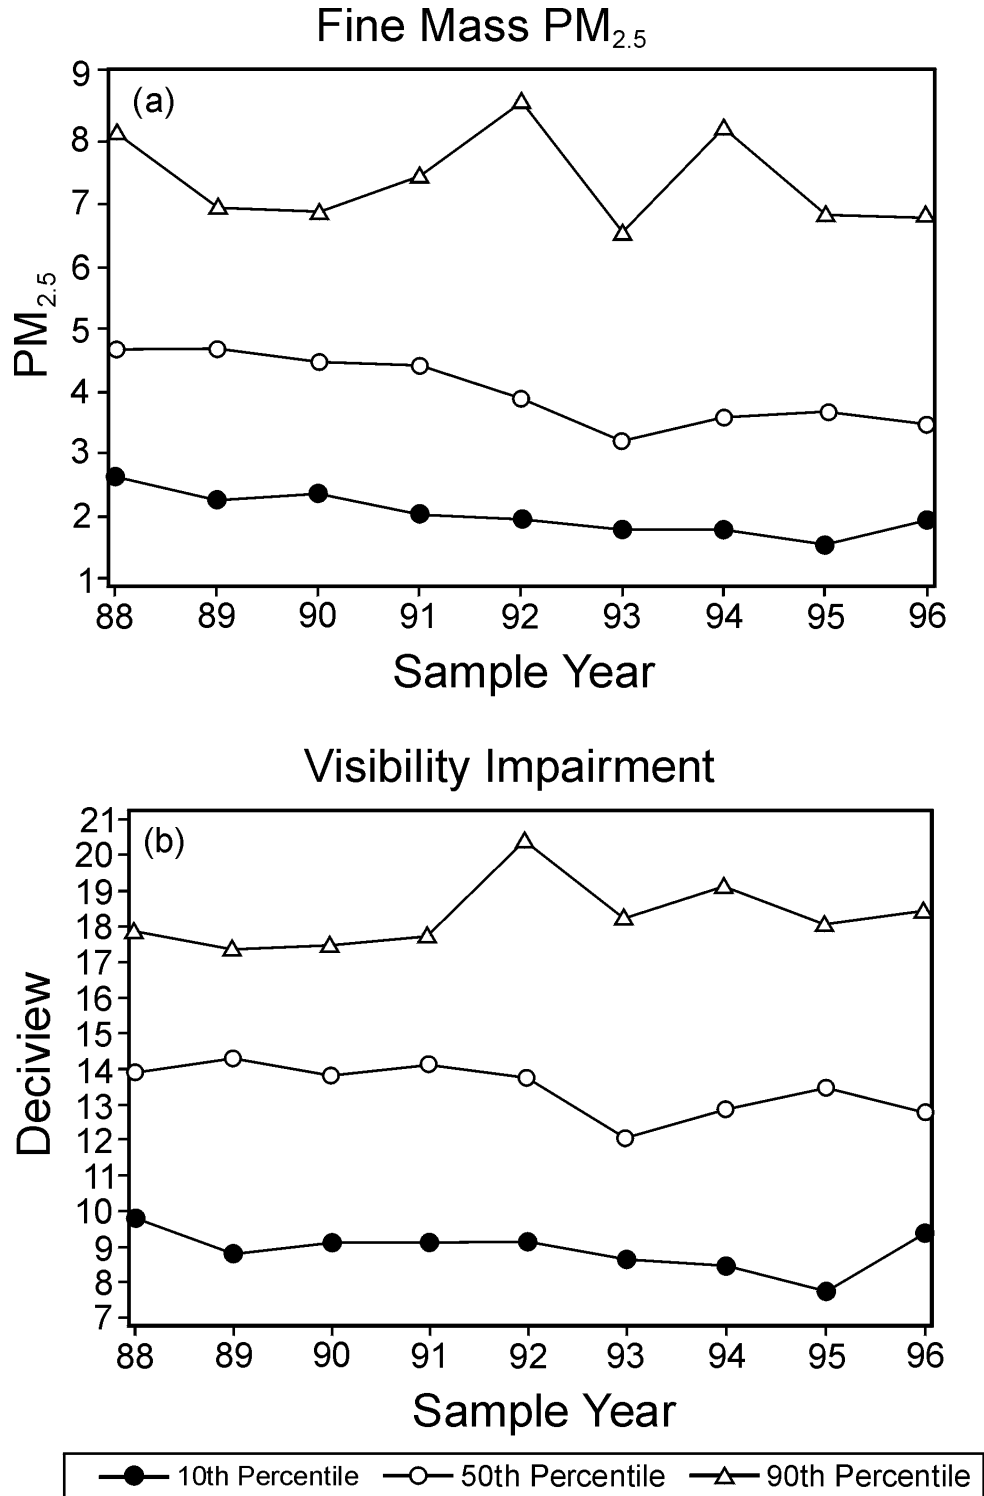 Fine Mass PM2.5
(a)
9
8
7
6
5
4
3
2
1
PM2.5
88 89 90 91 92 93 94 95 96
Sample Year
Visibility Impairment
(b)
21
20
19
18
17
16
15
14
13
12
11
10
9
8
7
Deciview
88 89 90 91 92 93 94 95 96
Sample Year
10th Percentile 50th Percentile 90th Percentile